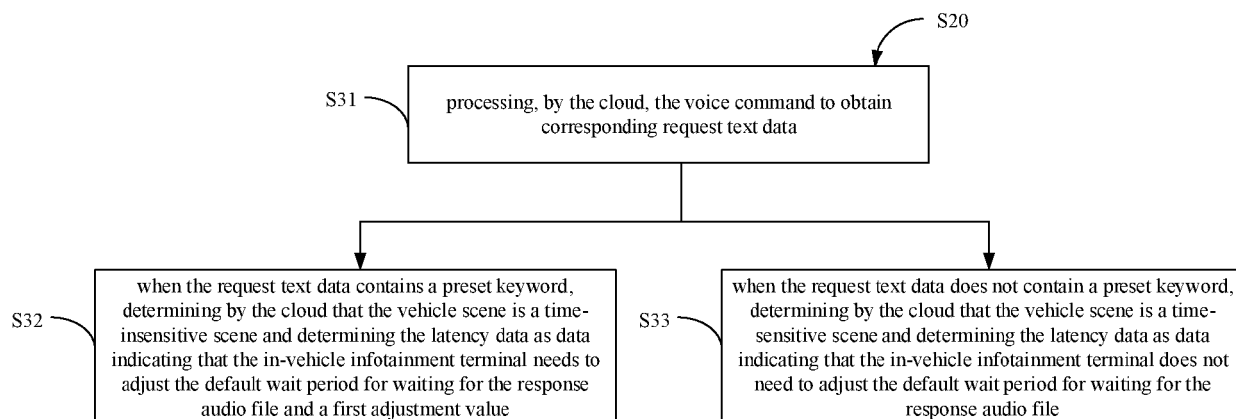 S20
S31
processing, by the cloud, the voice command to obtain
corresponding request text data
S32
when the request text data contains a preset keyword,
determining by the cloud that the vehicle scene is a time-
insensitive scene and determining the latency data as data
indicating that the in-vehicle infotainment terminal needs to
adjust the default wait period for waiting for the response
audio file and a first adjustment value
S33
when the request text data does not contain a preset keyword,
determining by the cloud that the vehicle scene is a time-
sensitive scene and determining the latency data as data
indicating that the in-vehicle infotainment terminal does not
need to adjust the default wait period for waiting for the
response audio file